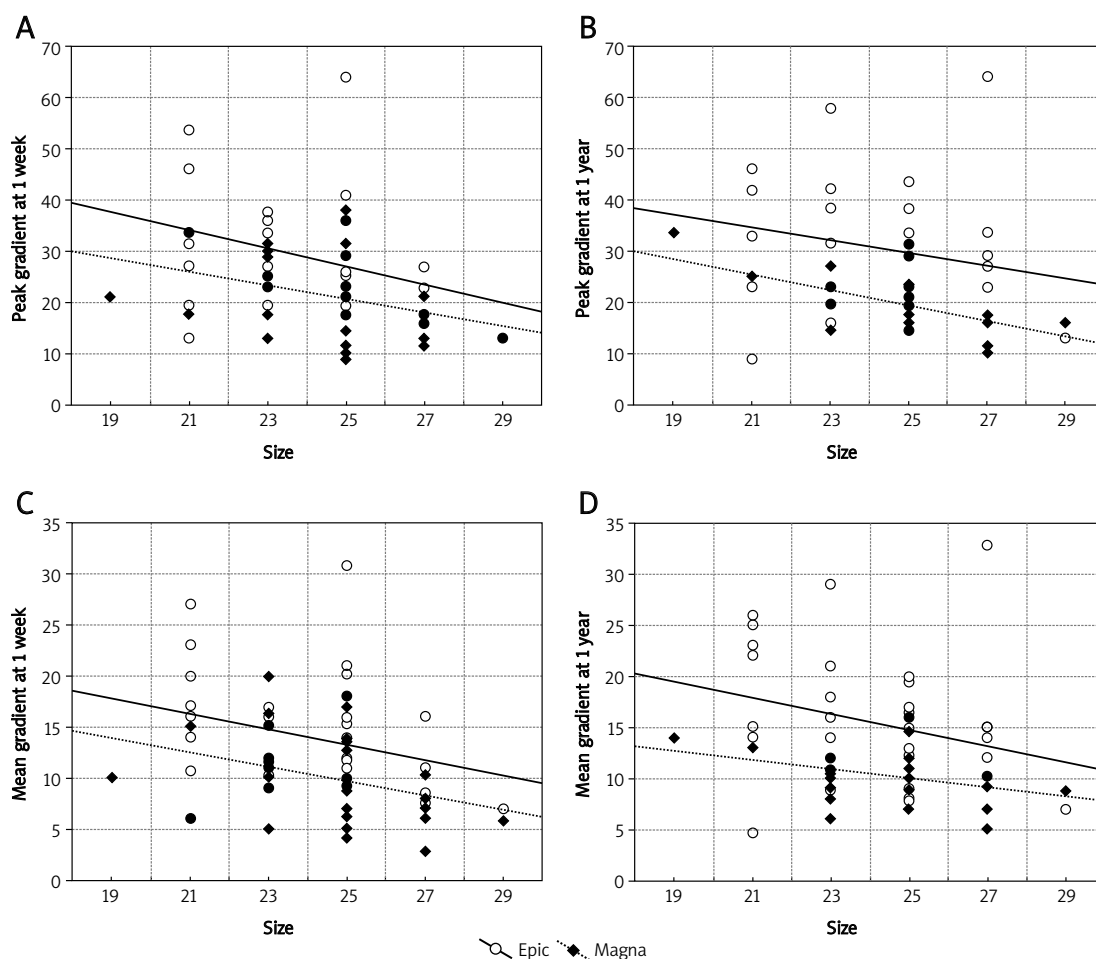 A
Peak gradient at 1 week
70
60
50
40
30
20
10
0
19 21 23 25 27 29
Size
B
Peak gradient at 1 year
70
60
50
40
30
20
10
0
19 21 23 25 27 29
Size
C
Mean gradient at 1 week
35
30
25
20
15
10
5
0
19 21 23 25 27 29
Size
D
Mean gradient at 1 year
35
30
25
20
15
10
5
0
19 21 23 25 27 29
Size
Epic Magna